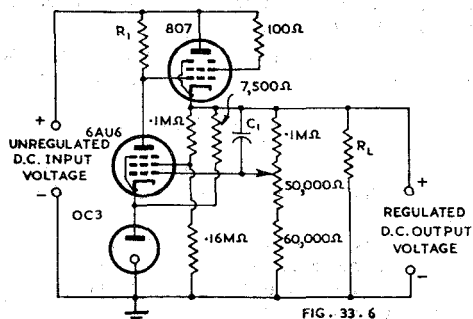 R1
807
100Ω
7,500Ω
+
UNREGULATED
D.C. INPUT
VOLTAGE
-
6AU6
·1MΩ
C1
·1MΩ
RL
50,000Ω
+
REGULATED
D.C. OUTPUT
VOLTAGE
-
OC3
·16MΩ
60,000Ω
FIG. 33.6